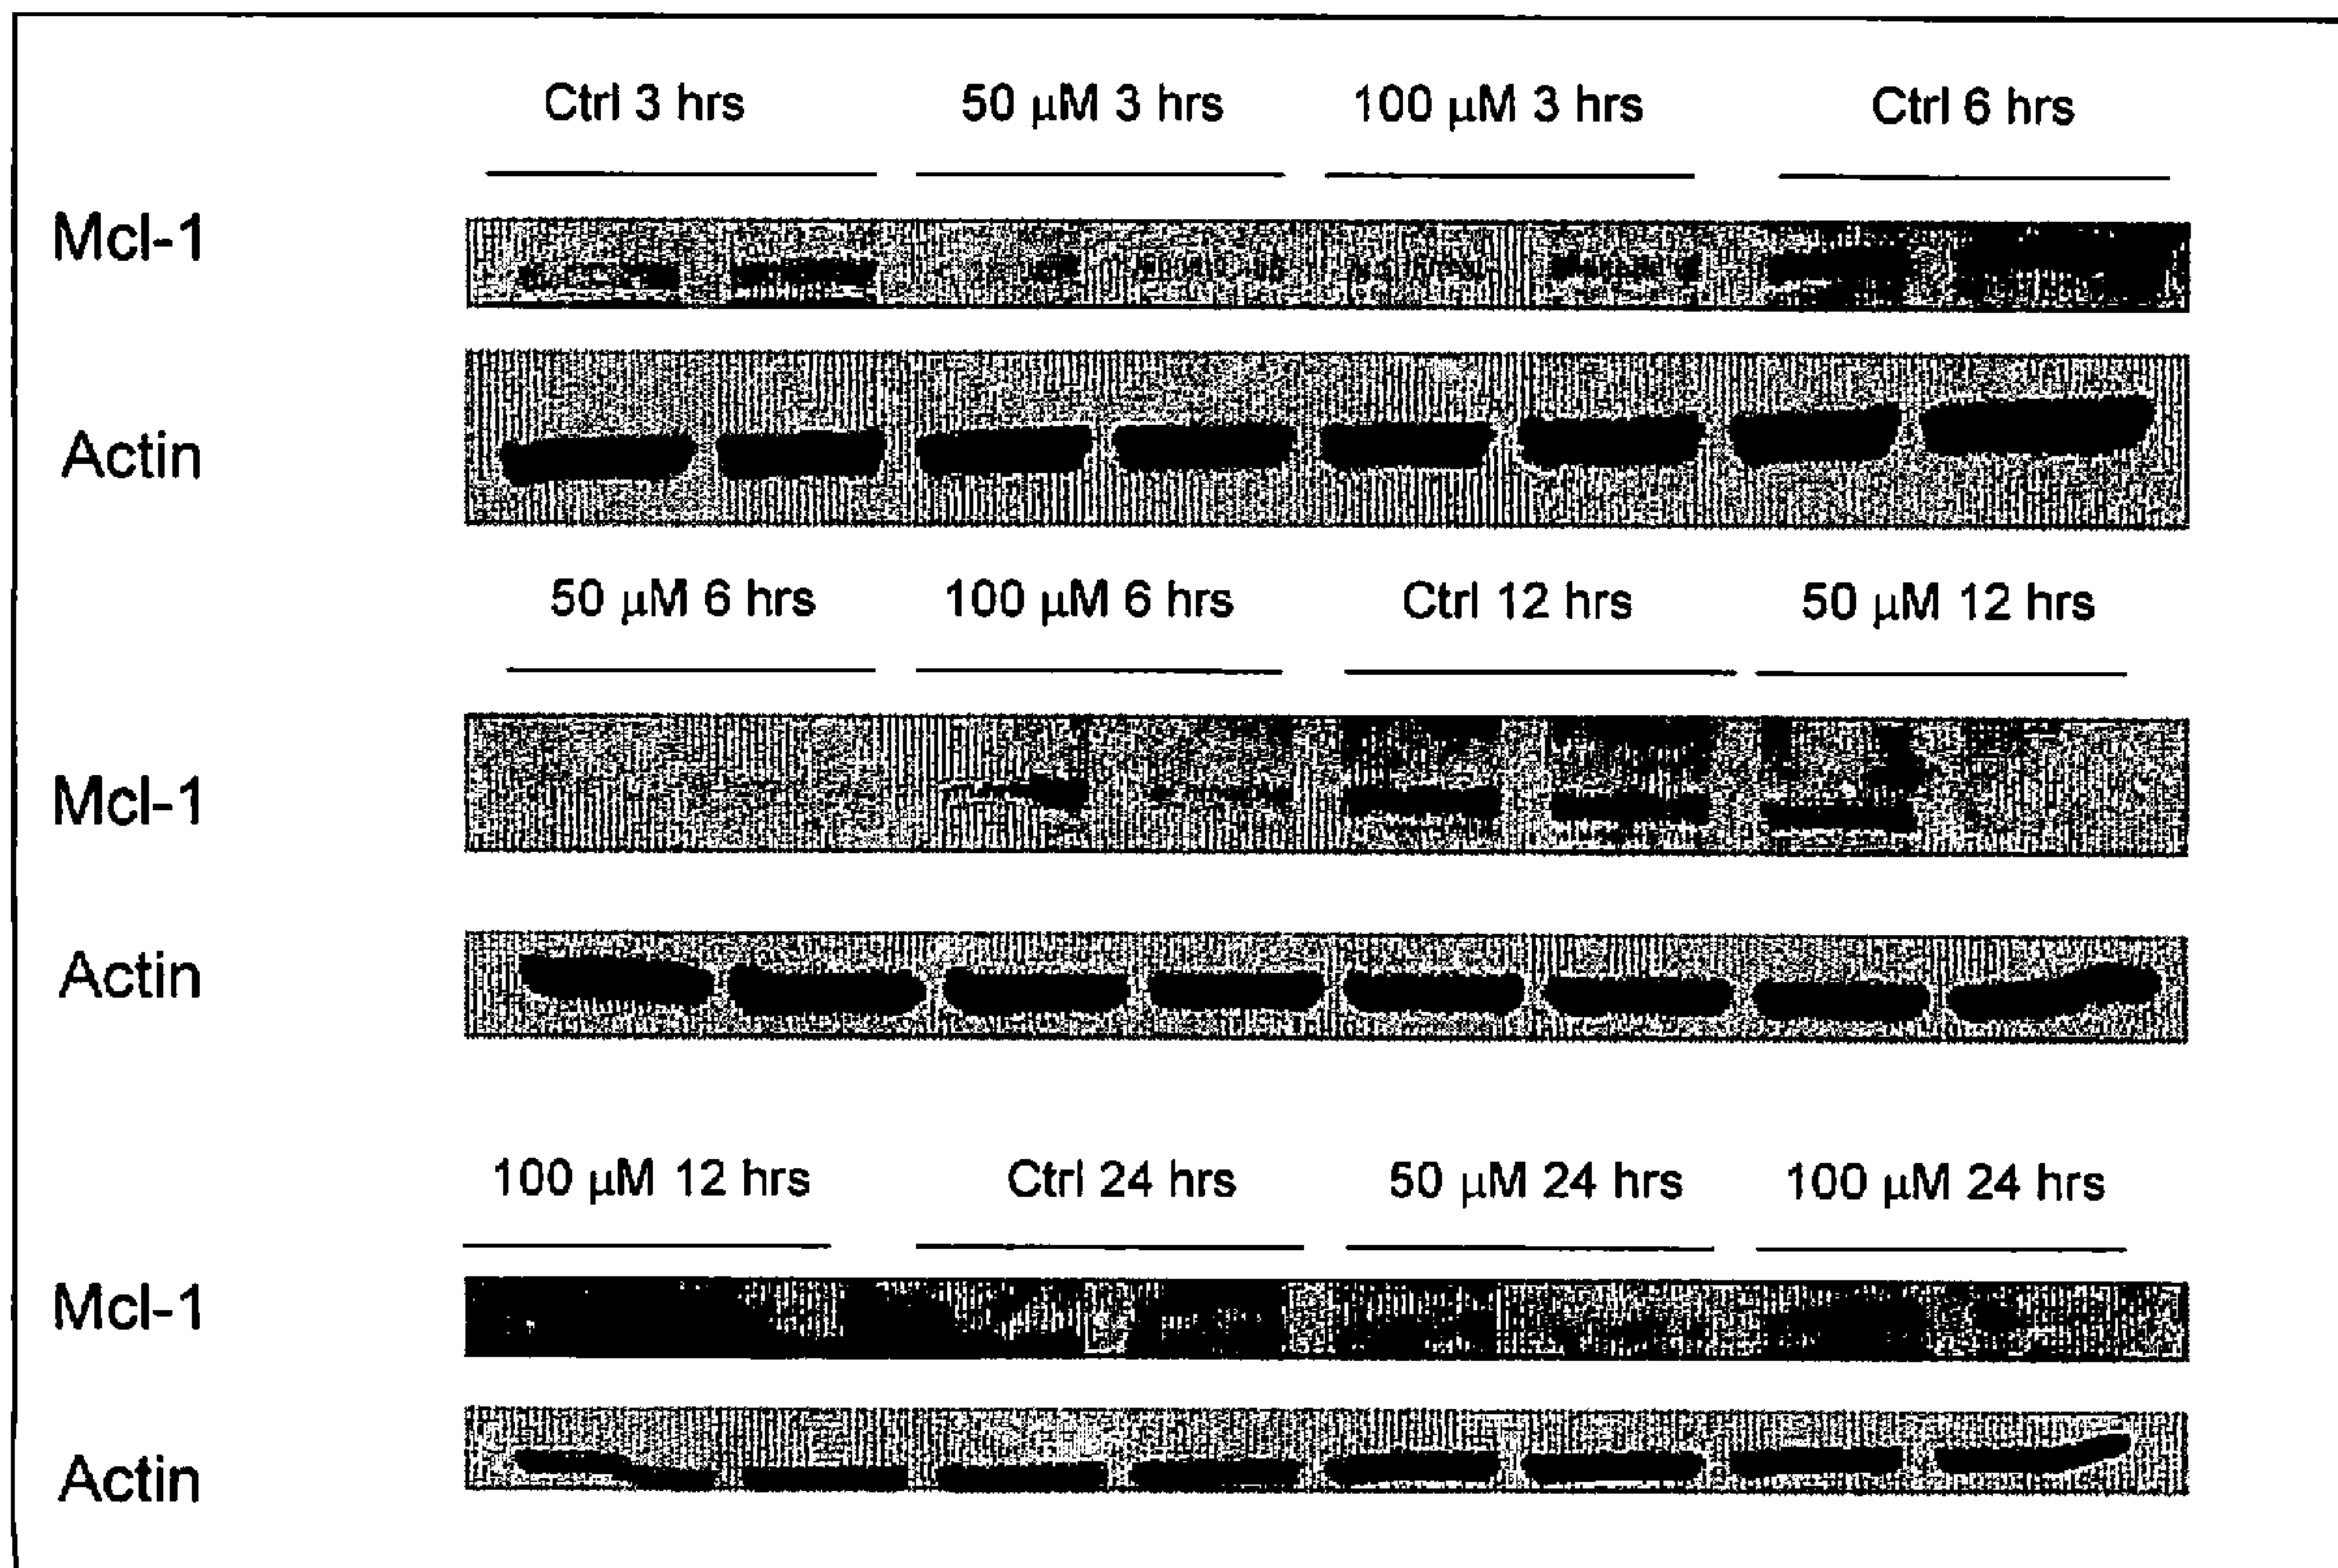 Ctrl 3 hrs 50 μM 3 hrs 100 μM 3 hrs Ctrl 6 hrs
Mcl-1
Actin
50 μM 6 hrs 100 μM 6 hrs Ctrl 12 hrs 50 μM 12 hrs
Mcl-1
Actin
100 μM 12 hrs Ctrl 24 hrs 50 μM 24 hrs 100 μM 24 hrs
Mcl-1
Actin